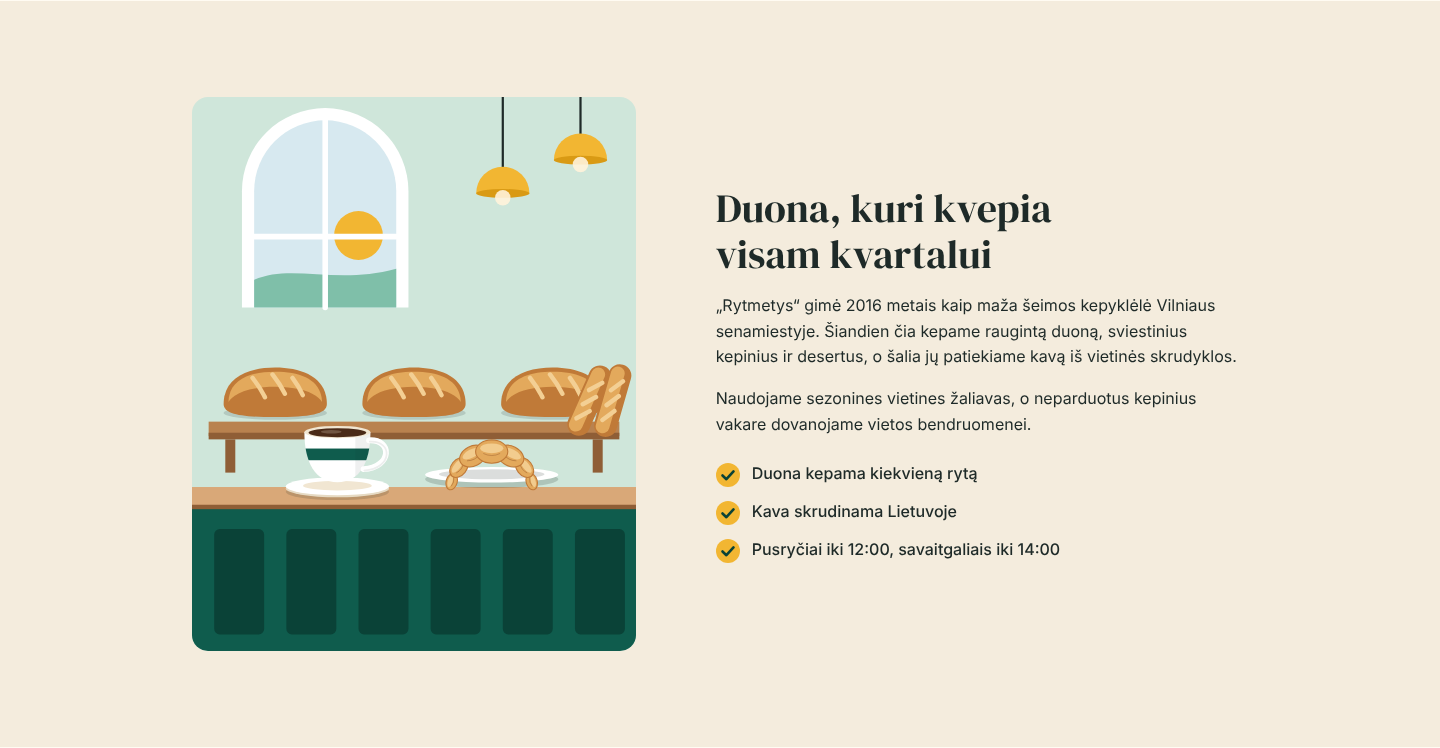 Duona, kuri kvepia
visam kvartalui
„Rytmetys“ gimė 2016 metais kaip maža šeimos kepyklėlė Vilniaus
senamiestyje. Šiandien čia kepame raugintą duoną, sviestinius
kepinius ir desertus, o šalia jų patiekiame kavą iš vietinės skrudyklos.
Naudojame sezonines vietines žaliavas, o neparduotus kepinius
vakare dovanojame vietos bendruomenei.
Duona kepama kiekvieną rytą
Kava skrudinama Lietuvoje
Pusryčiai iki 12:00, savaitgaliais iki 14:00